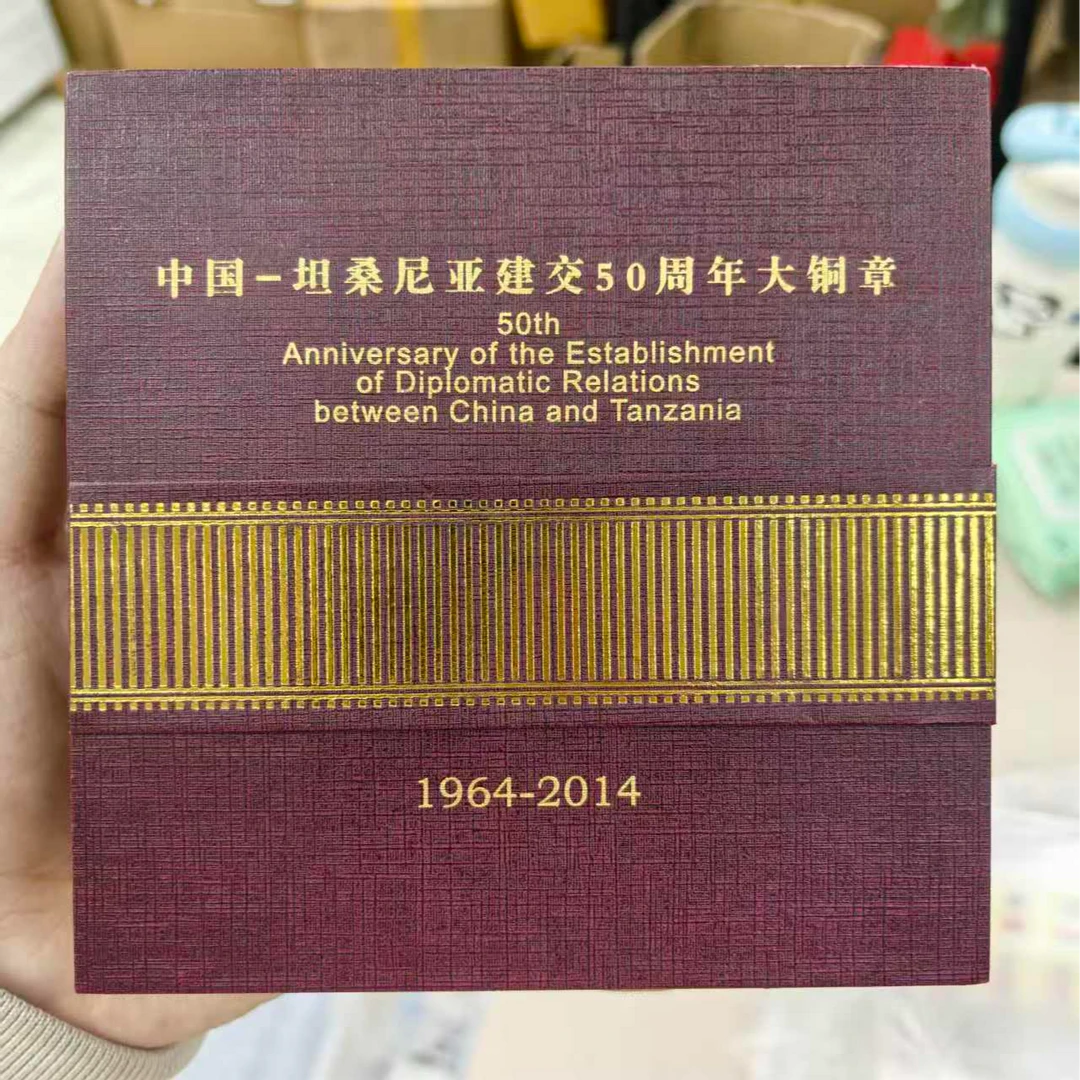 中国-坦桑尼亚建交50周年大铜章
50th
Anniversary of the Establishment
of Diplomatic Relations
between China and Tanzania
1964-2014